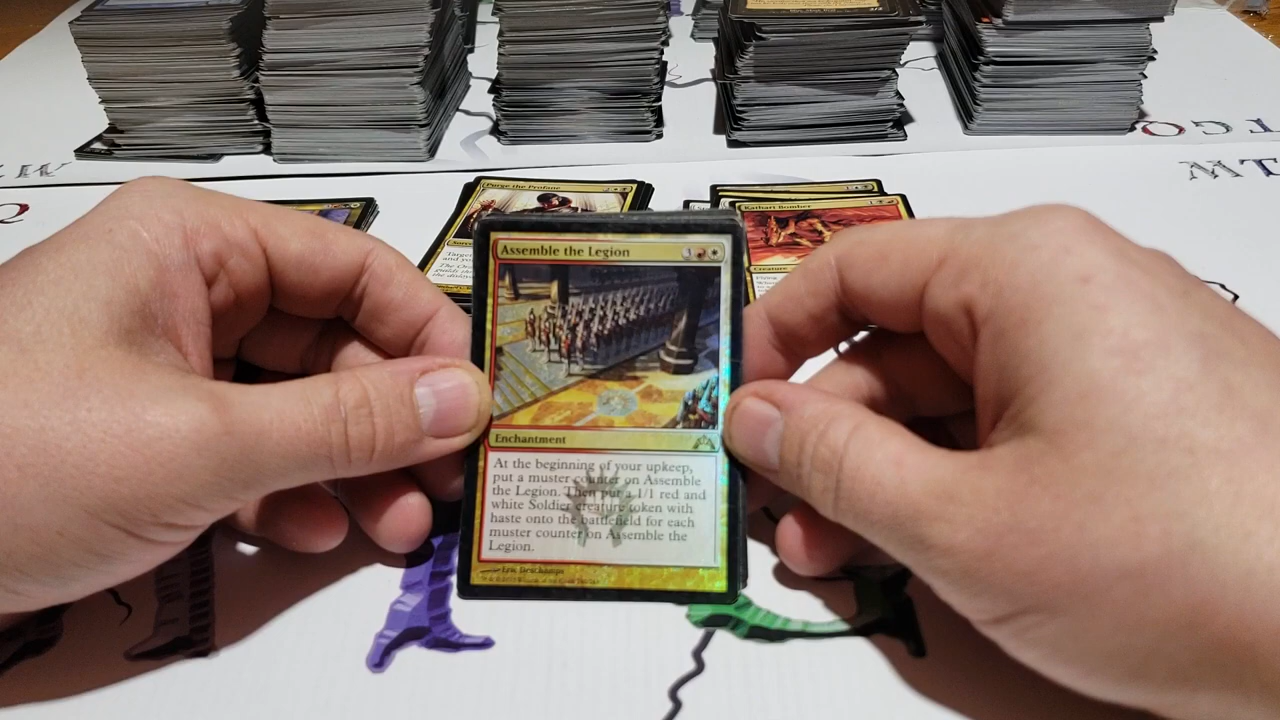 Purge the Profane
Kathari Bomber
Assemble the Legion
3
Enchantment
At the beginning of your upkeep,
put a muster counter on Assemble
the Legion. Then put a 1/1 red and
white Soldier creature token with
haste onto the battlefield for each
muster counter on Assemble the
Legion.
Eric Deschamps
Creature